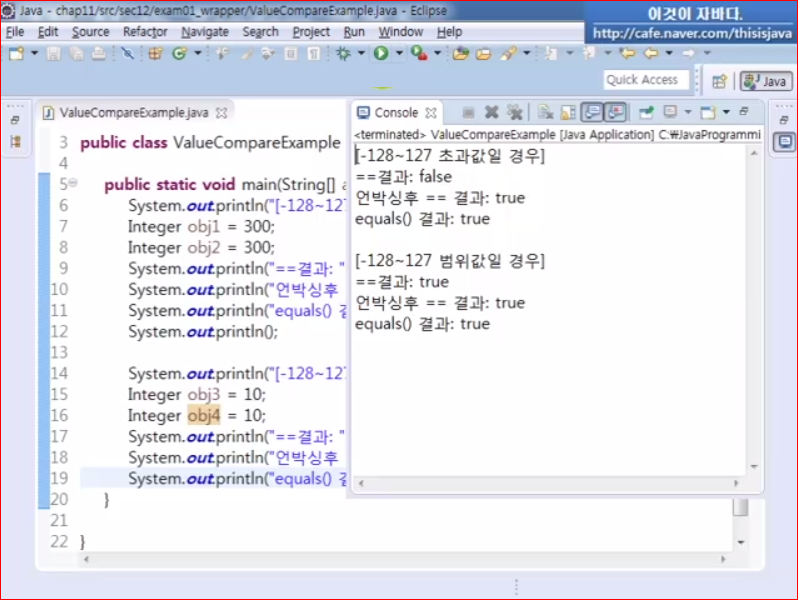 Java - chap11/src/sec12/exam01_wrapper/ValueCompareExample.java - Eclipse
이것이 자바다.
http://cafe.naver.com/thisisjava
File Edit Source Refactor Navigate Search Project Run Window Help
Quick Access
Java
ValueCompareExample.java
3 public class ValueCompareExample
4
5 public static void main(String[] a
6 System.out.println("[-128~127
7 Integer obj1 = 300;
8 Integer obj2 = 300;
9 System.out.println("==결과: "
10 System.out.println("언박싱후
11 System.out.println("equals() 결
12 System.out.println();
13
14 System.out.println("[-128~127
15 Integer obj3 = 10;
16 Integer obj4 = 10;
17 System.out.println("==결과: "
18 System.out.println("언박싱후
19 System.out.println("equals() 결
20 }
21
22 }
Console
<terminated> ValueCompareExample [Java Application] C:₩JavaProgrammi
[-128~127 초과값일 경우]
==결과: false
언박싱후 == 결과: true
equals() 결과: true
[-128~127 범위값일 경우]
==결과: true
언박싱후 == 결과: true
equals() 결과: true